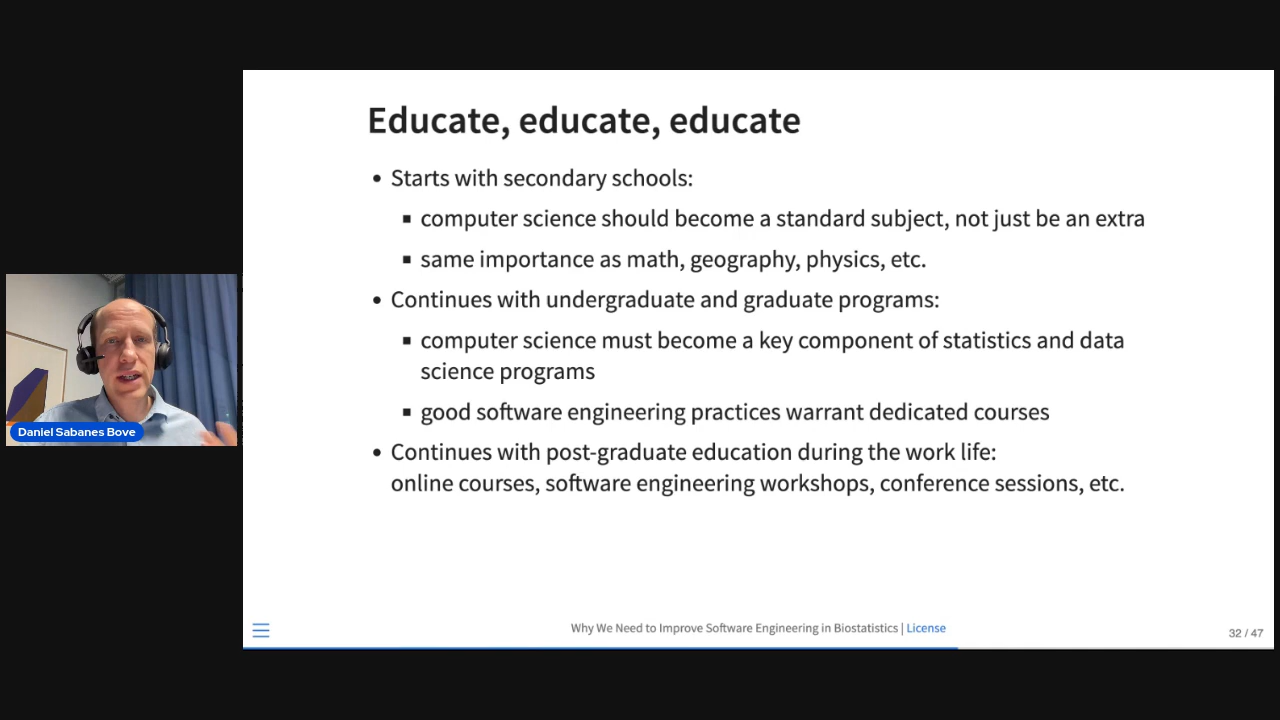 Educate, educate, educate
• Starts with secondary schools:
▪ computer science should become a standard subject, not just be an extra
▪ same importance as math, geography, physics, etc.
• Continues with undergraduate and graduate programs:
▪ computer science must become a key component of statistics and data
science programs
▪ good software engineering practices warrant dedicated courses
• Continues with post-graduate education during the work life:
online courses, software engineering workshops, conference sessions, etc.
Daniel Sabanes Bove
Why We Need to Improve Software Engineering in Biostatistics | License
32 / 47